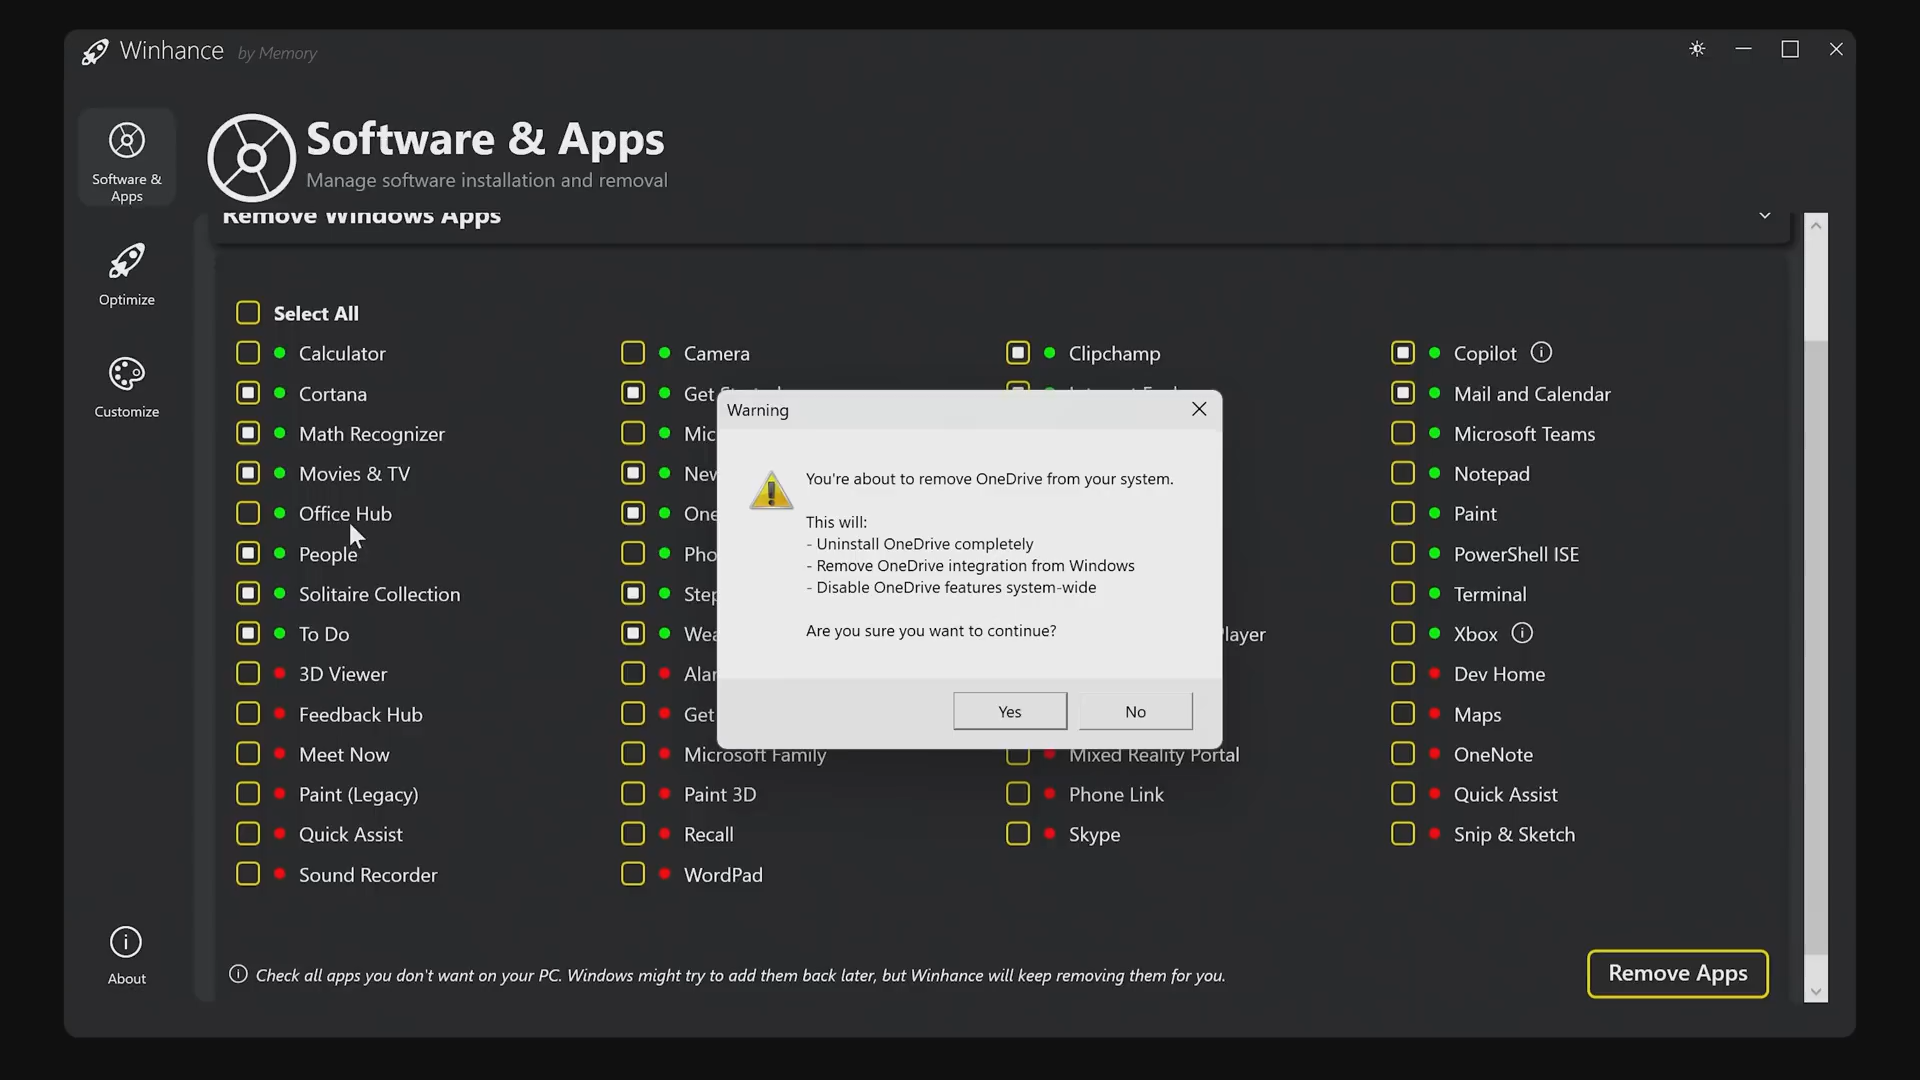 Winhance by Memory
Software & Apps
Manage software installation and removal
Software &
Apps
Optimize
Customize
About
Remove Windows Apps
Select All
Calculator
Camera
Clipchamp
Copilot
Cortana
Get
Mail and Calendar
Math Recognizer
Microsoft Teams
Movies & TV
Notepad
Office Hub
Paint
People
PowerShell ISE
Solitaire Collection
Terminal
To Do
Xbox
3D Viewer
Dev Home
Feedback Hub
Get
Maps
Meet Now
Microsoft Family
Mixed Reality Portal
OneNote
Paint (Legacy)
Paint 3D
Phone Link
Quick Assist
Quick Assist
Recall
Skype
Snip & Sketch
Sound Recorder
WordPad
Warning
You're about to remove OneDrive from your system.
This will:
- Uninstall OneDrive completely
- Remove OneDrive integration from Windows
- Disable OneDrive features system-wide
Are you sure you want to continue?
Yes
No
Check all apps you don't want on your PC. Windows might try to add them back later, but Winhance will keep removing them for you.
Remove Apps